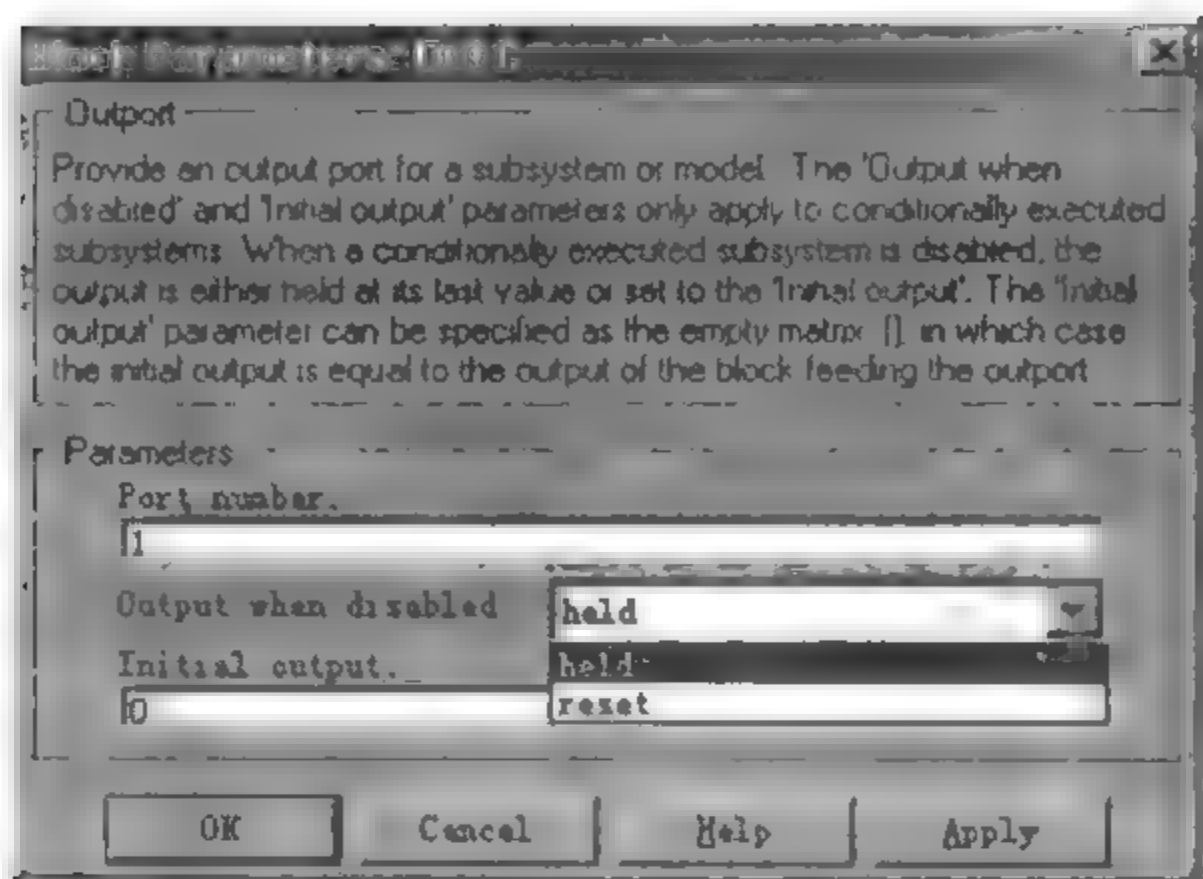 Block Parameters: Out1
Outport
Provide an output port for a subsystem or model. The 'Output when
disabled' and 'Initial output' parameters only apply to conditionally executed
subsystems. When a conditionally executed subsystem is disabled, the
output is either held at its last value or set to the 'Initial output'. The 'Initial
output' parameter can be specified as the empty matrix, [], in which case
the initial output is equal to the output of the block feeding the outport.
Parameters
Port number:
1
Output when disabled
held
held
reset
Initial output:
0
OK
Cancel
Help
Apply